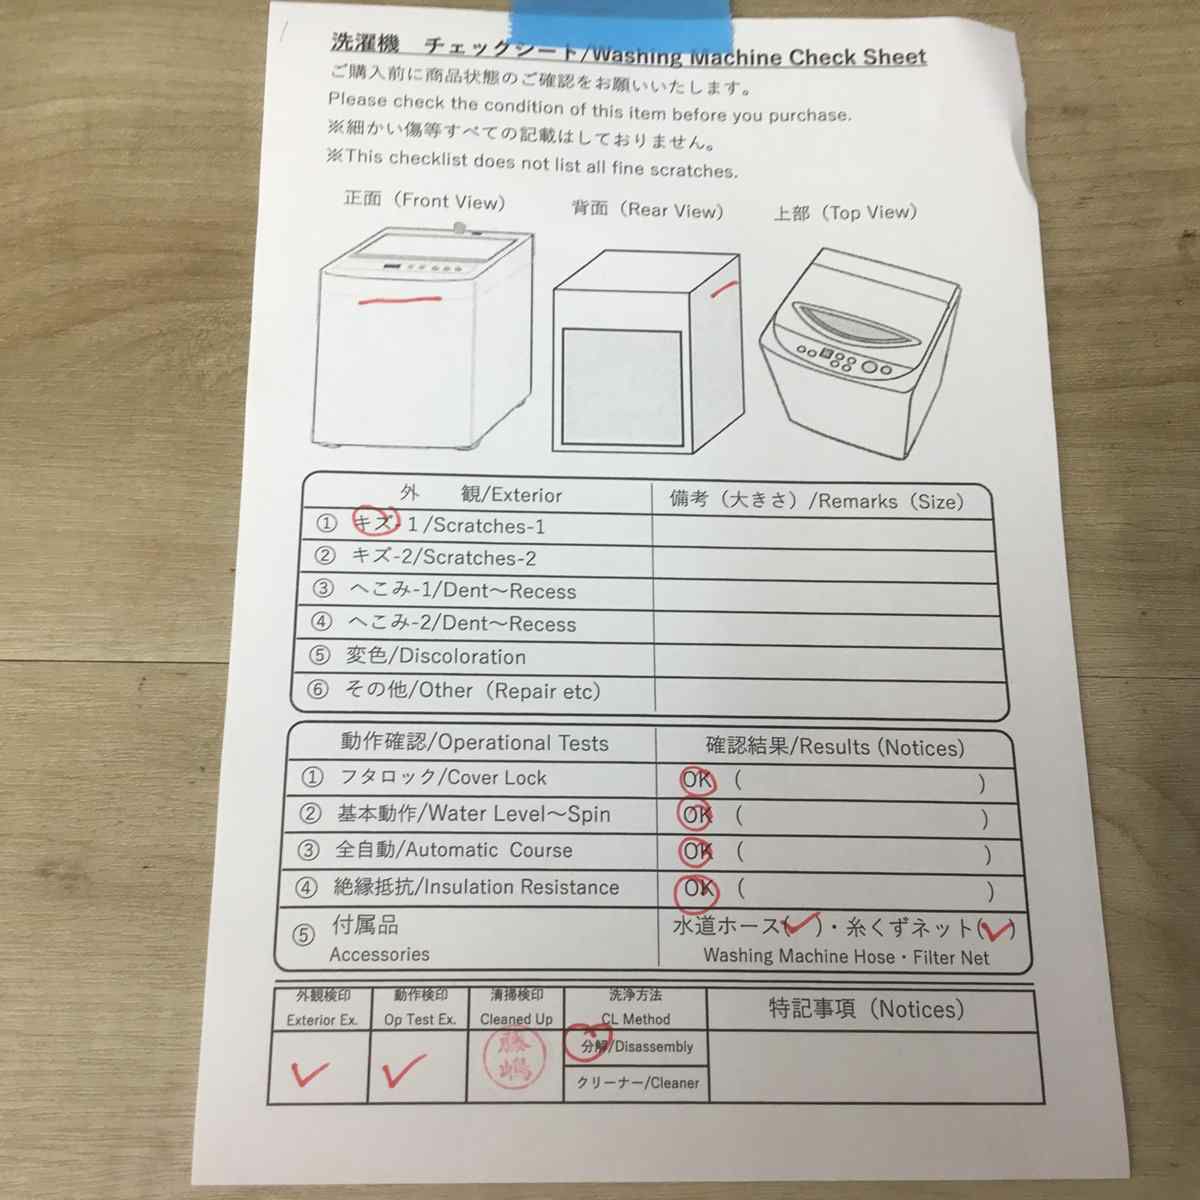 洗濯機　チェックシート/Washing Machine Check Sheet
ご購入前に商品状態のご確認をお願いいたします。
Please check the condition of this item before you purchase.
※細かい傷等すべての記載はしておりません。
※This checklist does not list all fine scratches.
正面（Front View） 背面（Rear View） 上部（Top View）
外　観/Exterior 備考（大きさ）/Remarks（Size）
① キズ-1/Scratches-1
② キズ-2/Scratches-2
③ へこみ-1/Dent～Recess
④ へこみ-2/Dent～Recess
⑤ 変色/Discoloration
⑥ その他/Other（Repair etc）
動作確認/Operational Tests 確認結果/Results (Notices)
① フタロック/Cover Lock OK （ ）
② 基本動作/Water Level～Spin OK （ ）
③ 全自動/Automatic Course OK （ ）
④ 絶縁抵抗/Insulation Resistance OK （ ）
⑤ 付属品 水道ホース(✓)・糸くずネット(✓)
Accessories Washing Machine Hose・Filter Net
外観検印 動作検印 清掃検印 洗浄方法 特記事項（Notices）
Exterior Ex. Op Test Ex. Cleaned Up CL Method
✓ ✓ 藤嶋 分解/Disassembly
クリーナー/Cleaner